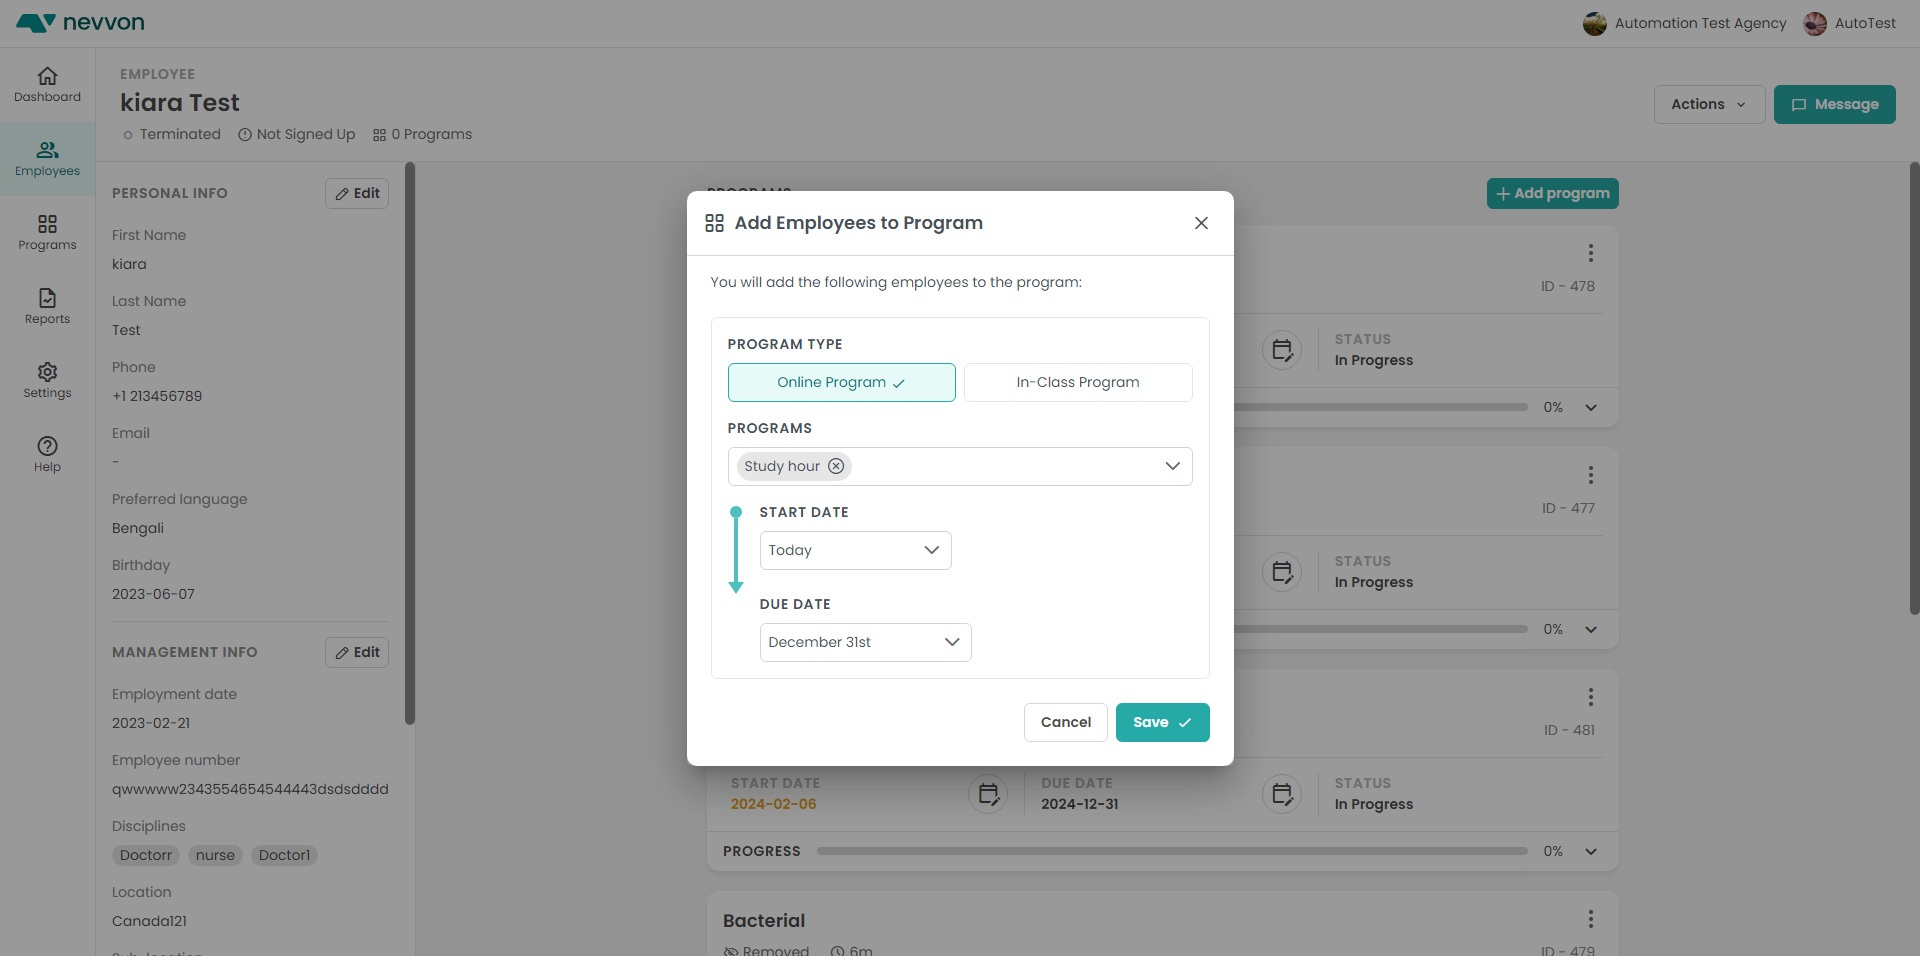 nevvon
Automation Test Agency
AutoTest
Dashboard
Employees
Programs
Reports
Settings
Help
EMPLOYEE
kiara Test
Terminated
Not Signed Up
0 Programs
Actions
Message
PERSONAL INFO
Edit
First Name
kiara
Last Name
Test
Phone
+1 213456789
Email
-
Preferred language
Bengali
Birthday
2023-06-07
MANAGEMENT INFO
Edit
Employment date
2023-02-21
Employee number
qwwwww2343554654544443dsdsdddd
Disciplines
Doctorr
nurse
Doctor1
Location
Canada121
Sub-location
PROGRAMS
Add program
Add Employees to Program
You will add the following employees to the program:
PROGRAM TYPE
Online Program
In-Class Program
PROGRAMS
Study hour
START DATE
Today
DUE DATE
December 31st
Cancel
Save
ID - 478
STATUS
In Progress
0%
ID - 477
STATUS
In Progress
0%
ID - 481
START DATE
2024-02-06
DUE DATE
2024-12-31
STATUS
In Progress
PROGRESS
0%
Bacterial
Removed
6m
ID - 479